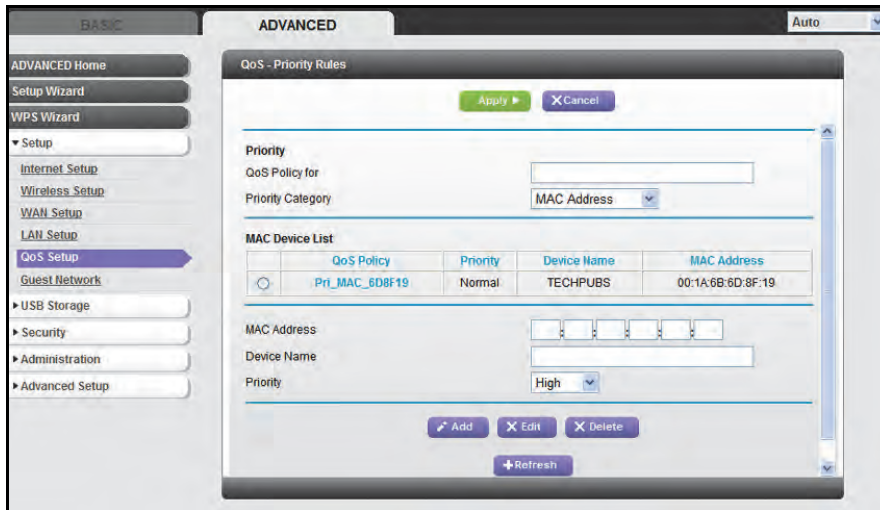 BASIC
ADVANCED
Auto
ADVANCED Home
Setup Wizard
WPS Wizard
Setup
Internet Setup
Wireless Setup
WAN Setup
LAN Setup
QoS Setup
Guest Network
USB Storage
Security
Administration
Advanced Setup
QoS - Priority Rules
Apply
X Cancel
Priority
QoS Policy for
Priority Category
MAC Address
MAC Device List
QoS Policy Priority Device Name MAC Address
Pri_MAC_6D8F19 Normal TECHPUBS 00:1A:6B:6D:8F:19
MAC Address : : : : :
Device Name
Priority
High
Add
X Edit
X Delete
+Refresh